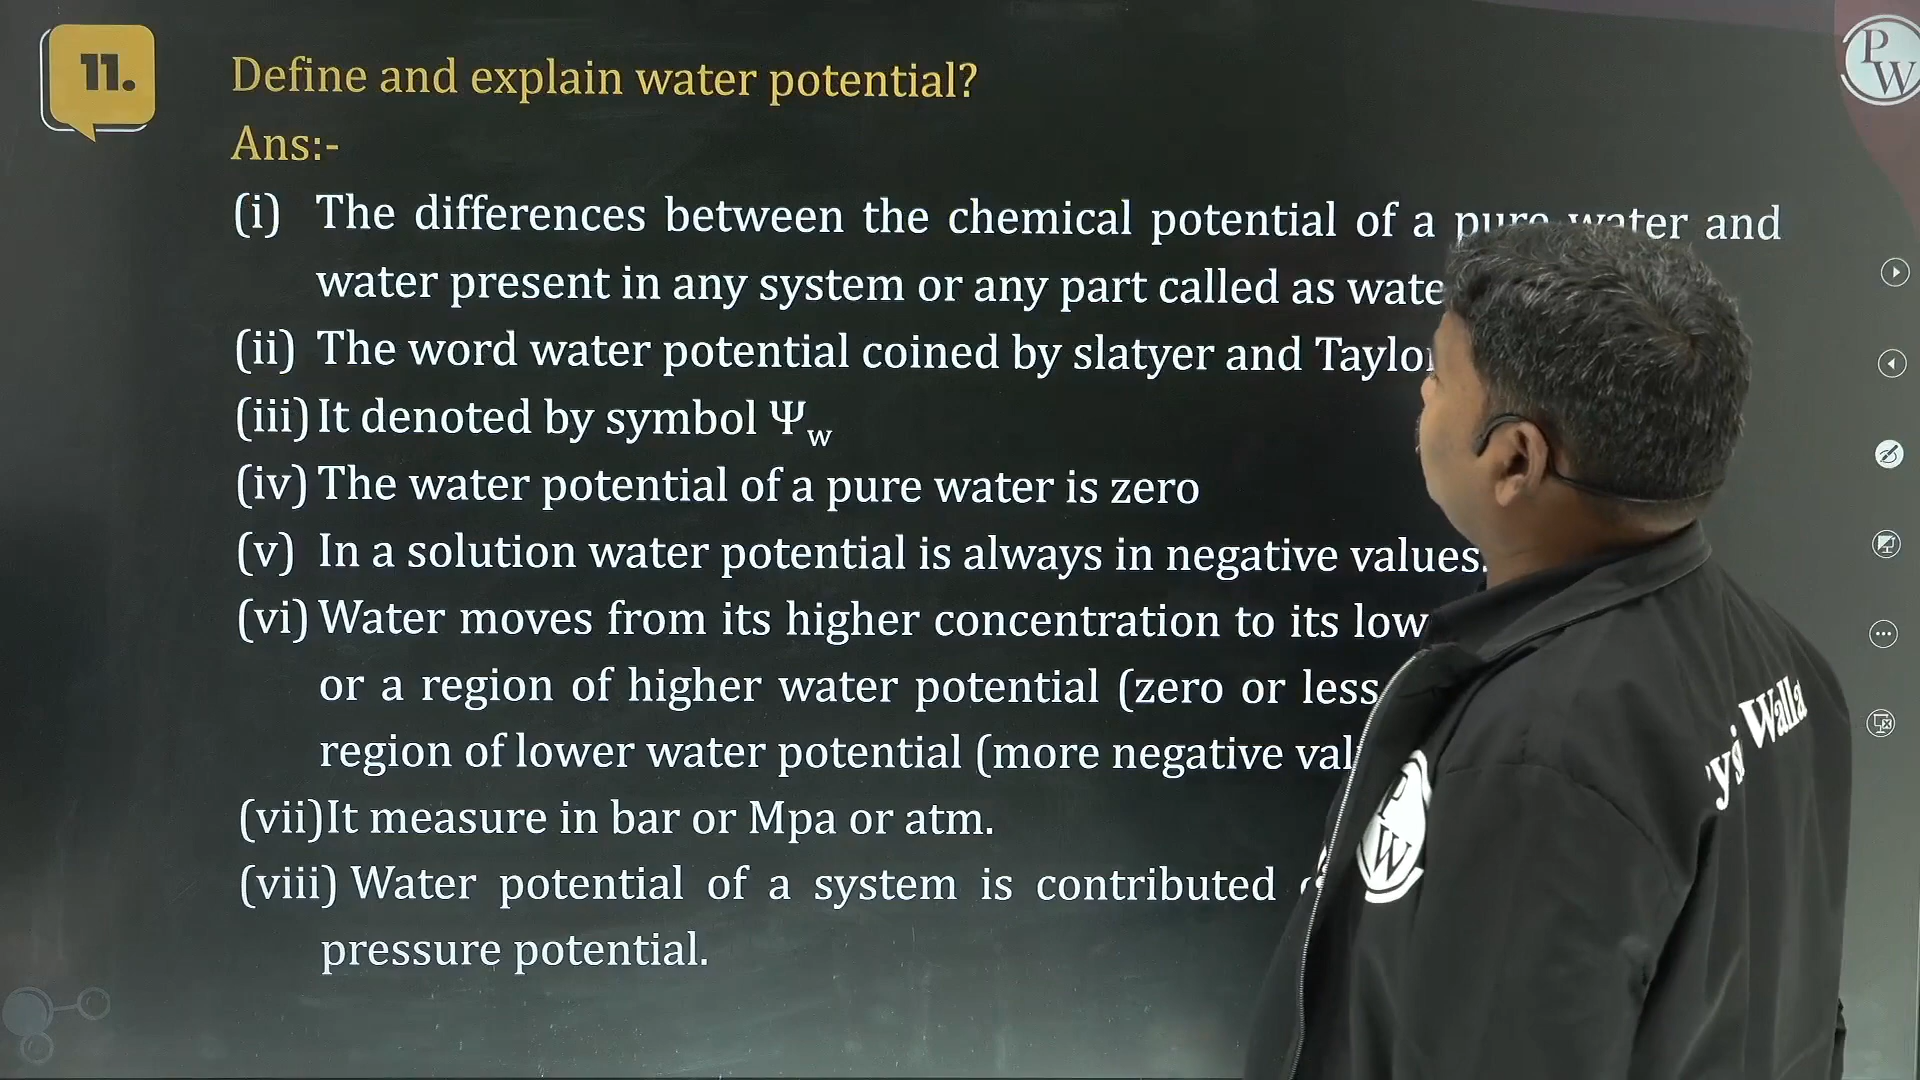 11.
Define and explain water potential?
Ans:-
(i) The differences between the chemical potential of a pure water and
water present in any system or any part called as
(ii) The word water potential coined by slatyer and
(iii) It denoted by symbol Ψw
(iv) The water potential of a pure water is zero
(v) In a solution water potential is always in negative values.
(vi) Water moves from its higher concentration to its
or a region of higher water potential (zero or less
region of lower water potential (more negative
(vii) It measure in bar or Mpa or atm.
(viii) Water potential of a system is contributed
pressure potential.
PW
PW